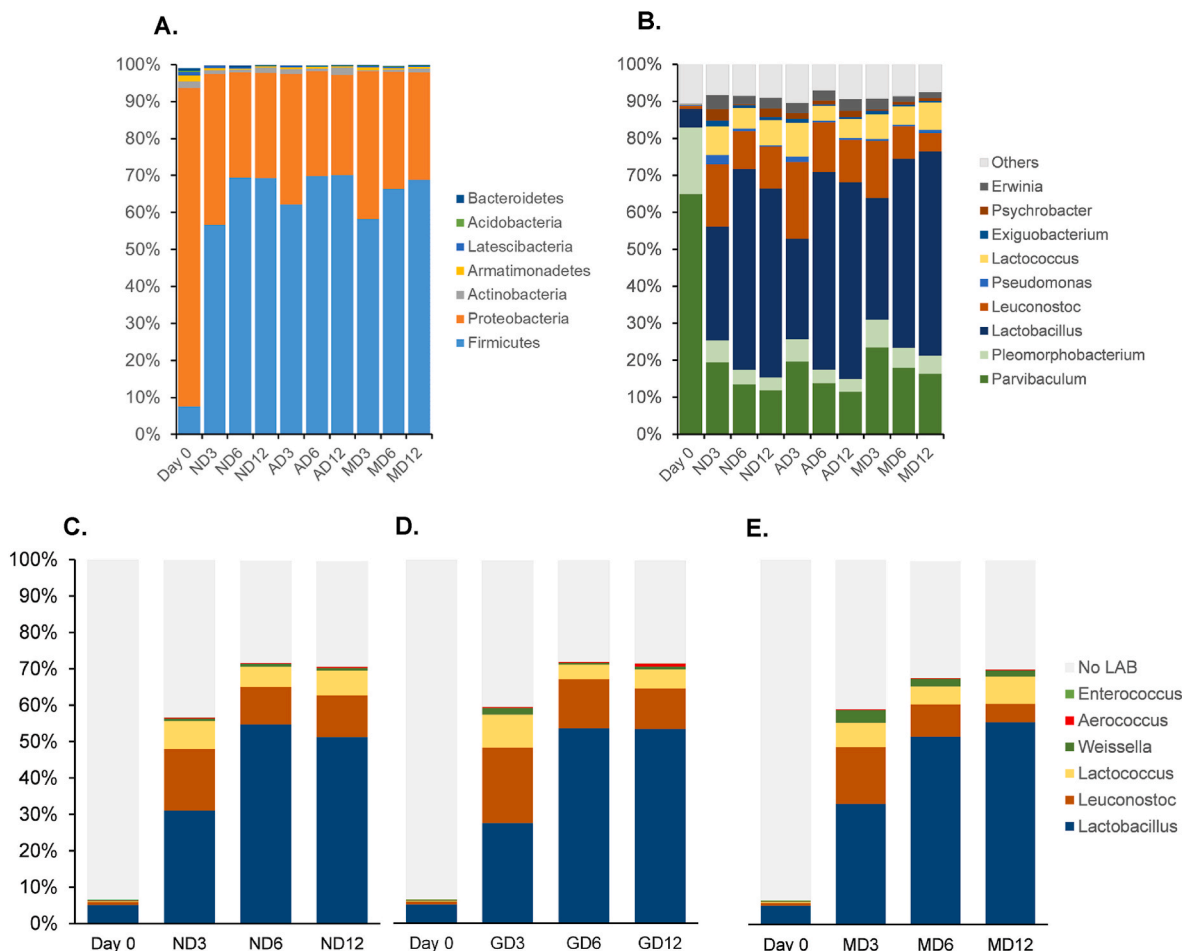 A.
100%
90%
80%
70%
60%
50%
40%
30%
20%
10%
0%
Day 0 ND3 ND6 ND12 AD3 AD6 AD12 MD3 MD6 MD12
Bacteroidetes
Acidobacteria
Latescibacteria
Armatimonadetes
Actinobacteria
Proteobacteria
Firmicutes
B.
100%
90%
80%
70%
60%
50%
40%
30%
20%
10%
0%
Day 0 ND3 ND6 ND12 AD3 AD6 AD12 MD3 MD6 MD12
Others
Erwinia
Psychrobacter
Exiguobacterium
Lactococcus
Pseudomonas
Leuconostoc
Lactobacillus
Pleomorphobacterium
Parvibaculum
C.
100%
90%
80%
70%
60%
50%
40%
30%
20%
10%
0%
Day 0 ND3 ND6 ND12
D.
Day 0 GD3 GD6 GD12
E.
Day 0 MD3 MD6 MD12
No LAB
Enterococcus
Aerococcus
Weissella
Lactococcus
Leuconostoc
Lactobacillus